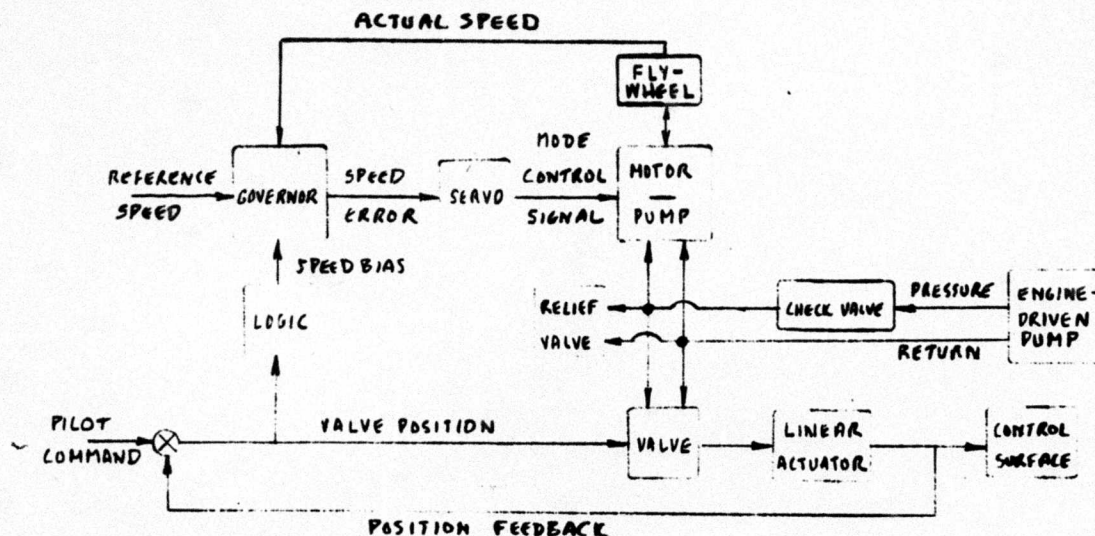 ACTUAL SPEED
FLY-
WHEEL
REFERENCE
SPEED
GOVERNOR
SPEED
ERROR
SERVO
MODE
CONTROL
SIGNAL
MOTOR
—
PUMP
SPEED BIAS
LOGIC
RELIEF
VALVE
CHECK VALVE
PRESSURE
RETURN
ENGINE-
DRIVEN
PUMP
PILOT
COMMAND
VALVE POSITION
VALVE
LINEAR
ACTUATOR
CONTROL
SURFACE
POSITION FEEDBACK